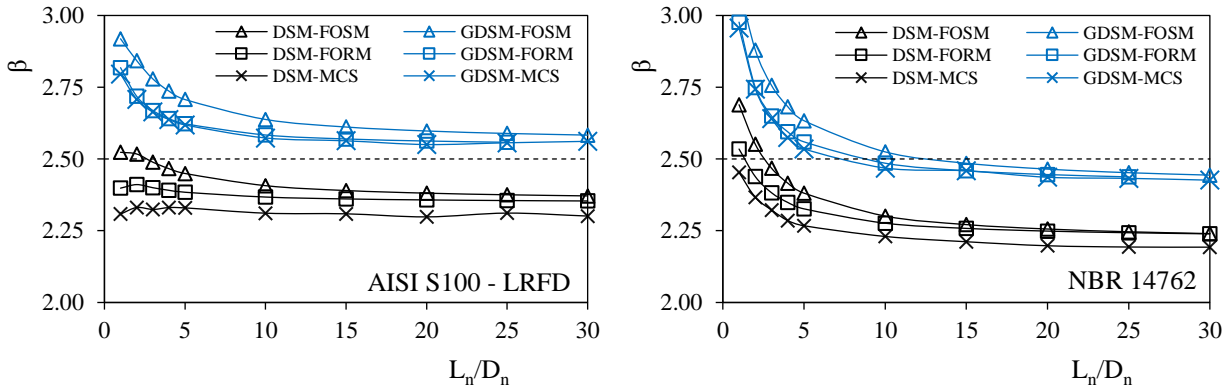 3.00
2.75
2.50
2.25
2.00
β
DSM-FOSM GDSM-FOSM
DSM-FORM GDSM-FORM
DSM-MCS GDSM-MCS
AISI S100 - LRFD
0 5 10 15 20 25 30
Lₙ/Dₙ
3.00
2.75
2.50
2.25
2.00
β
DSM-FOSM GDSM-FOSM
DSM-FORM GDSM-FORM
DSM-MCS GDSM-MCS
NBR 14762
0 5 10 15 20 25 30
Lₙ/Dₙ